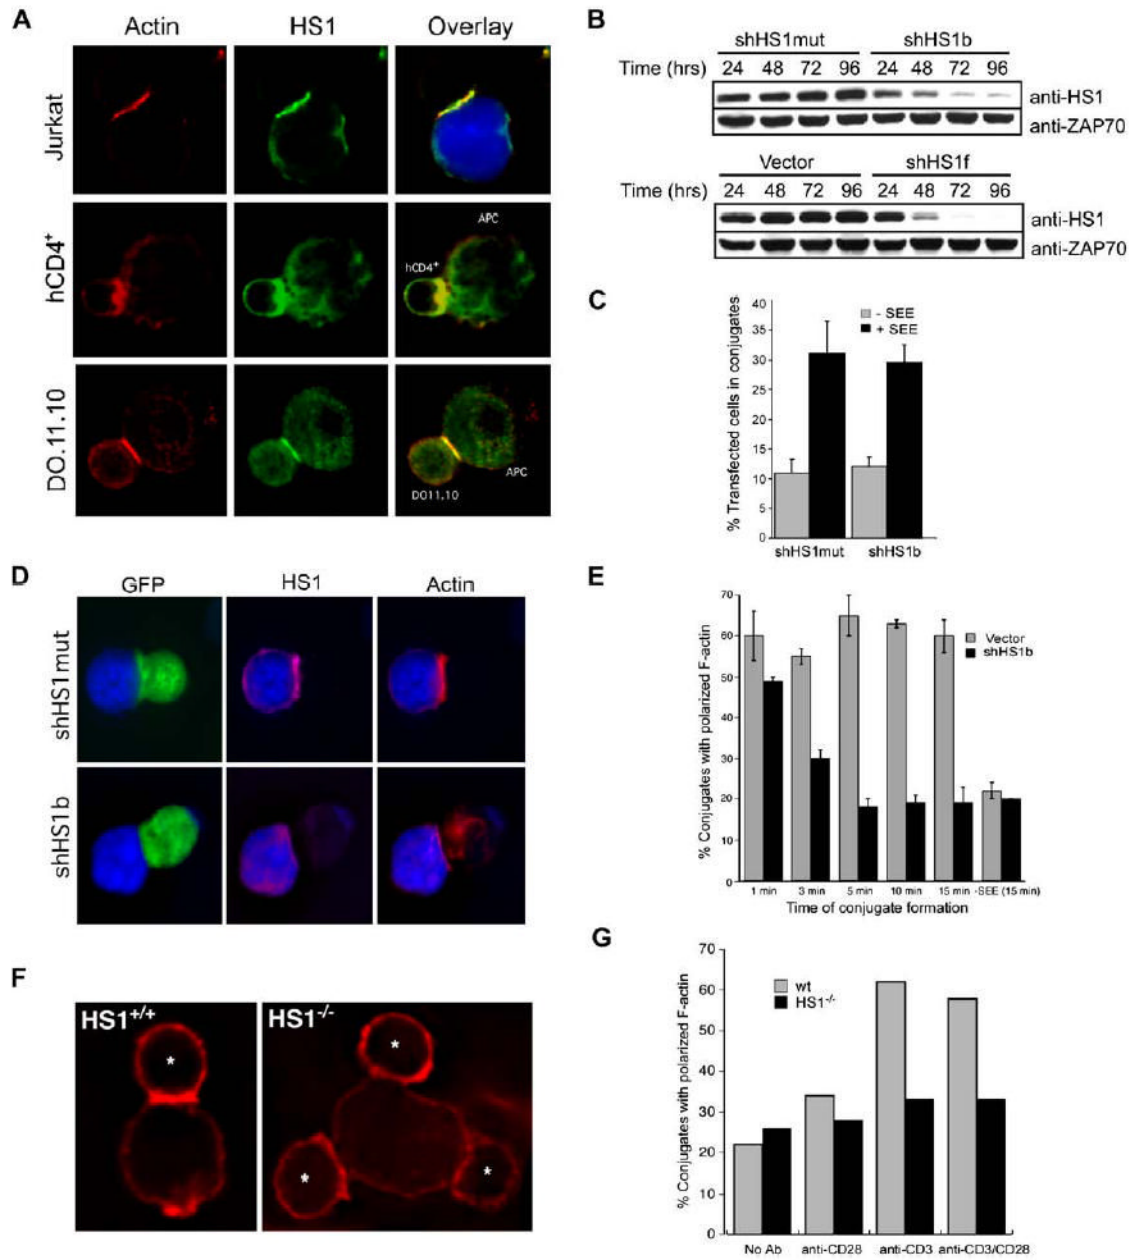 A
Actin HS1 Overlay
Jurkat
hCD4+
APC
hCD4+
DO.11.10
APC
DO11.10
B
shHS1mut shHS1b
Time (hrs) 24 48 72 96 24 48 72 96
anti-HS1
anti-ZAP70
Vector shHS1f
Time (hrs) 24 48 72 96 24 48 72 96
anti-HS1
anti-ZAP70
C
% Transfected cells in conjugates
40
35
30
25
20
15
10
5
0
- SEE
+ SEE
shHS1mut shHS1b
D
GFP HS1 Actin
shHS1mut
shHS1b
E
% Conjugates with polarized F-actin
70
60
50
40
30
20
10
0
Vector
shHS1b
1 min 3 min 5 min 10 min 15 min -SEE (15 min)
Time of conjugate formation
F
HS1+/+ HS1-/-
*
*
*
*
G
% Conjugates with polarized F-actin
70
60
50
40
30
20
10
0
wt
HS1-/-
No Ab anti-CD28 anti-CD3 anti-CD3/CD28